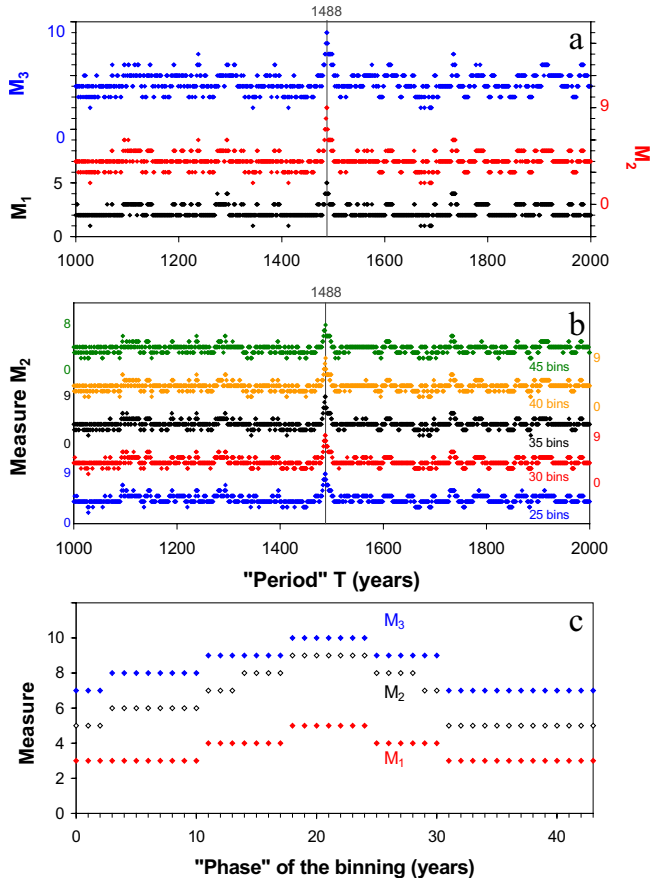 1488
a
10
0
M3
5
0
M1
9
0
M2
1000 1200 1400 1600 1800 2000
1488
b
8
0
9
0
9
0
Measure M2
9
0
9
0
45 bins
40 bins
35 bins
30 bins
25 bins
1000 1200 1400 1600 1800 2000
"Period" T (years)
c
10
8
6
4
2
0
Measure
M3
M2
M1
0 10 20 30 40
"Phase" of the binning (years)